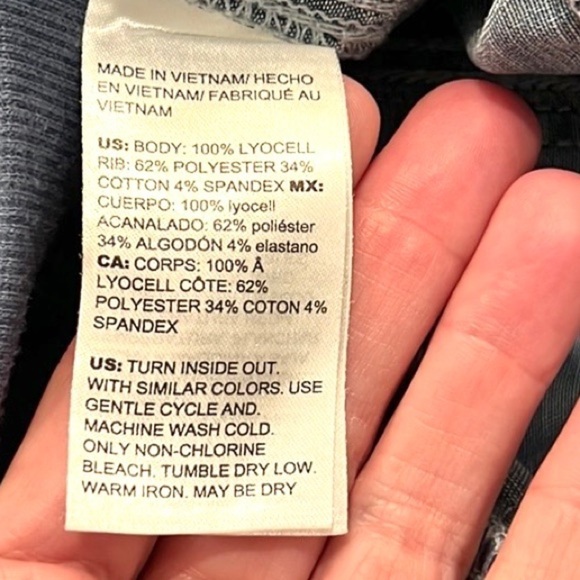 MADE IN VIETNAM/ HECHO
EN VIETNAM/ FABRIQUÉ AU
VIETNAM
US: BODY: 100% LYOCELL
RIB: 62% POLYESTER 34%
COTTON 4% SPANDEX MX:
CUERPO: 100% lyocell
ACANALADO: 62% poliéster
34% ALGODÓN 4% elastano
CA: CORPS: 100% Â
LYOCELL CÔTE: 62%
POLYESTER 34% COTON 4%
SPANDEX
US: TURN INSIDE OUT.
WITH SIMILAR COLORS. USE
GENTLE CYCLE AND.
MACHINE WASH COLD.
ONLY NON-CHLORINE
BLEACH. TUMBLE DRY LOW.
WARM IRON. MAY BE DRY